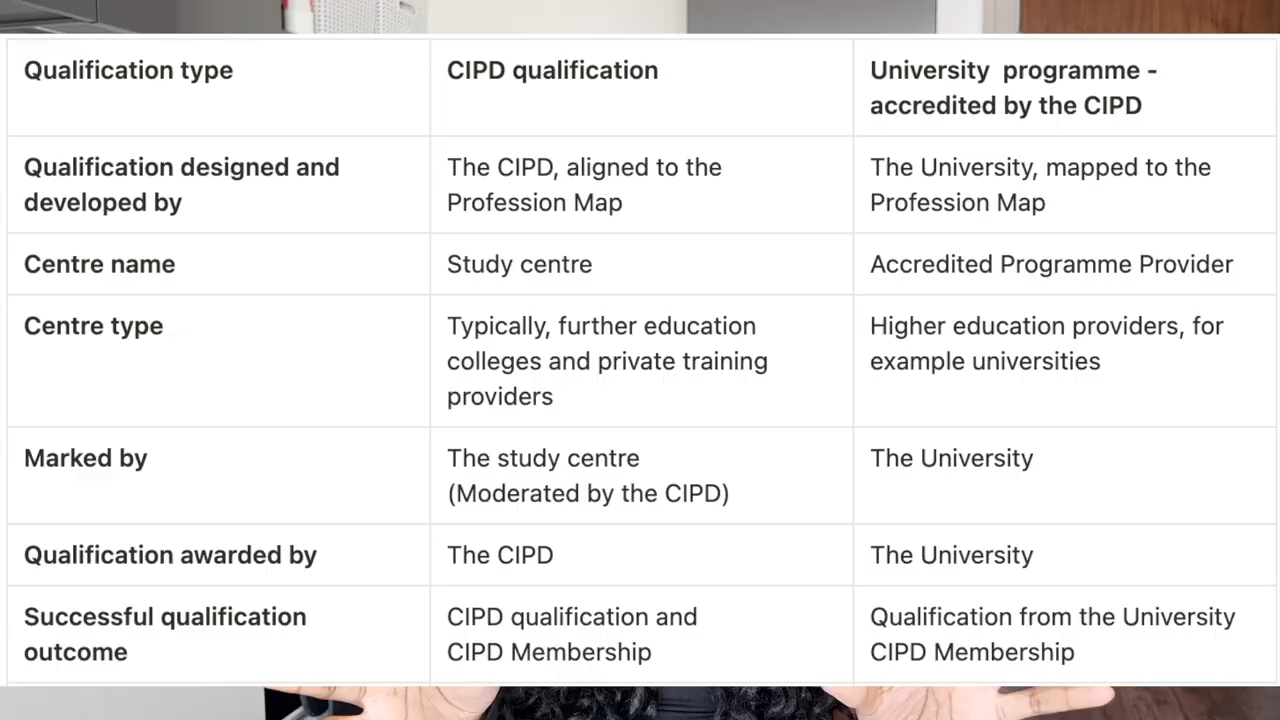 Qualification type
CIPD qualification
University programme -
accredited by the CIPD
Qualification designed and
developed by
The CIPD, aligned to the
Profession Map
The University, mapped to the
Profession Map
Centre name
Study centre
Accredited Programme Provider
Centre type
Typically, further education
colleges and private training
providers
Higher education providers, for
example universities
Marked by
The study centre
(Moderated by the CIPD)
The University
Qualification awarded by
The CIPD
The University
Successful qualification
outcome
CIPD qualification and
CIPD Membership
Qualification from the University
CIPD Membership